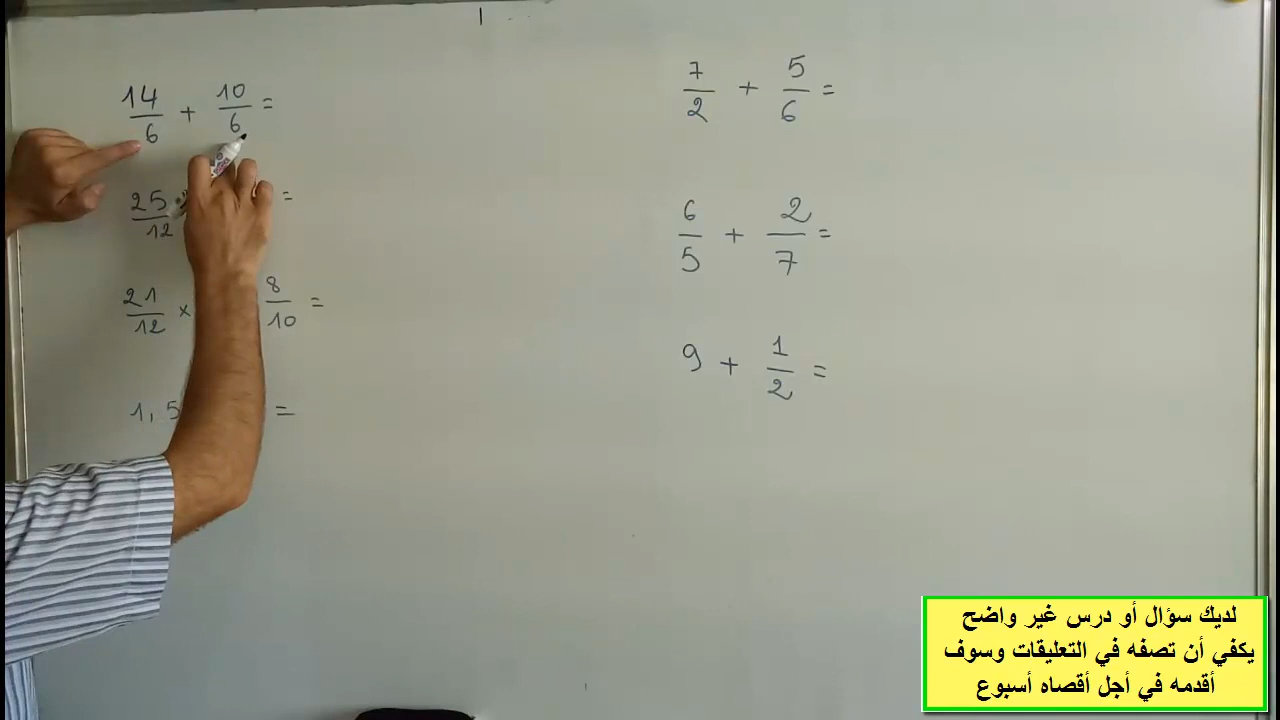 14/6 + 10/6 =
25/12 =
21/12 × 8/10 =
1,5 =
7/2 + 5/6 =
6/5 + 2/7 =
9 + 1/2 =
لديك سؤال أو درس غير واضح
يكفي أن تصفه في التعليقات وسوف
أقدمه في أجل أقصاه أسبوع